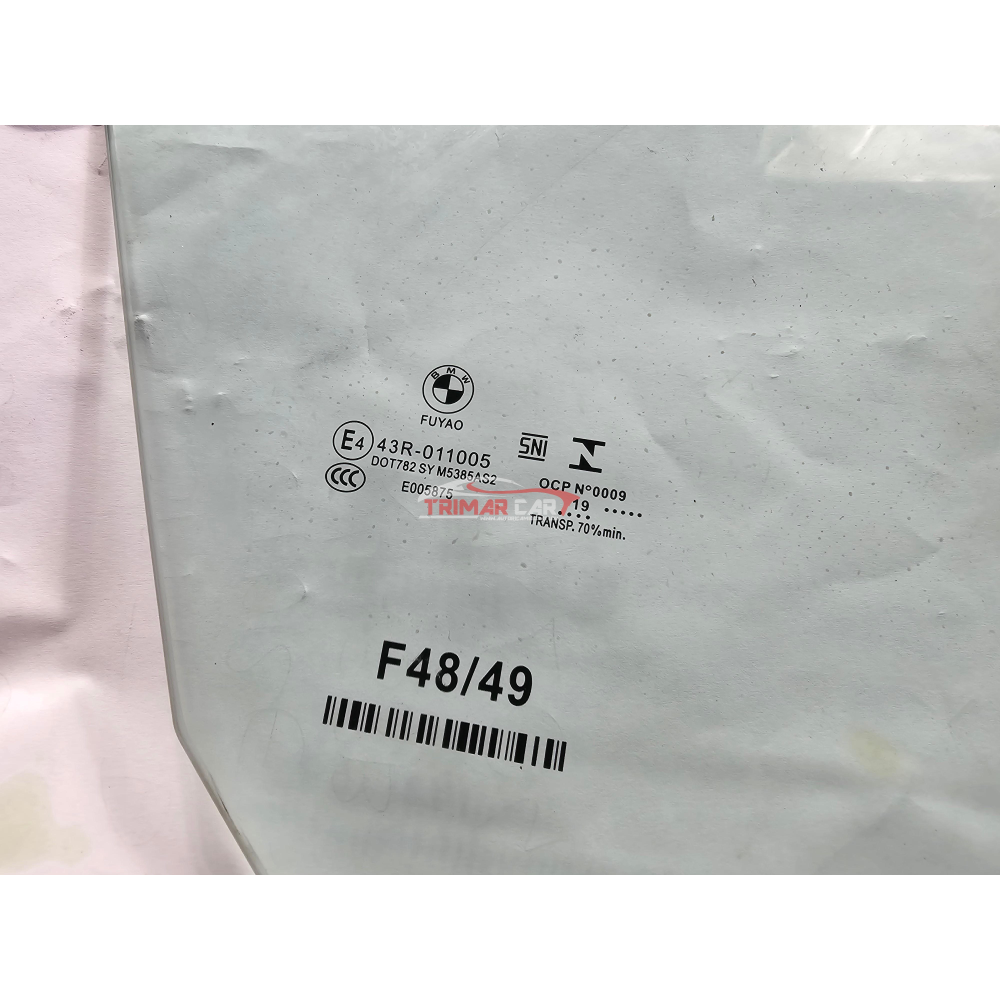 BMW
FUYAO
E4 43R-011005
DOT782 SY M5385AS2
CCC
E005875
SNI
OCP N°0009
.19 .....
....
TRANSP. 70%min.
TRIMAR CAR
F48/49